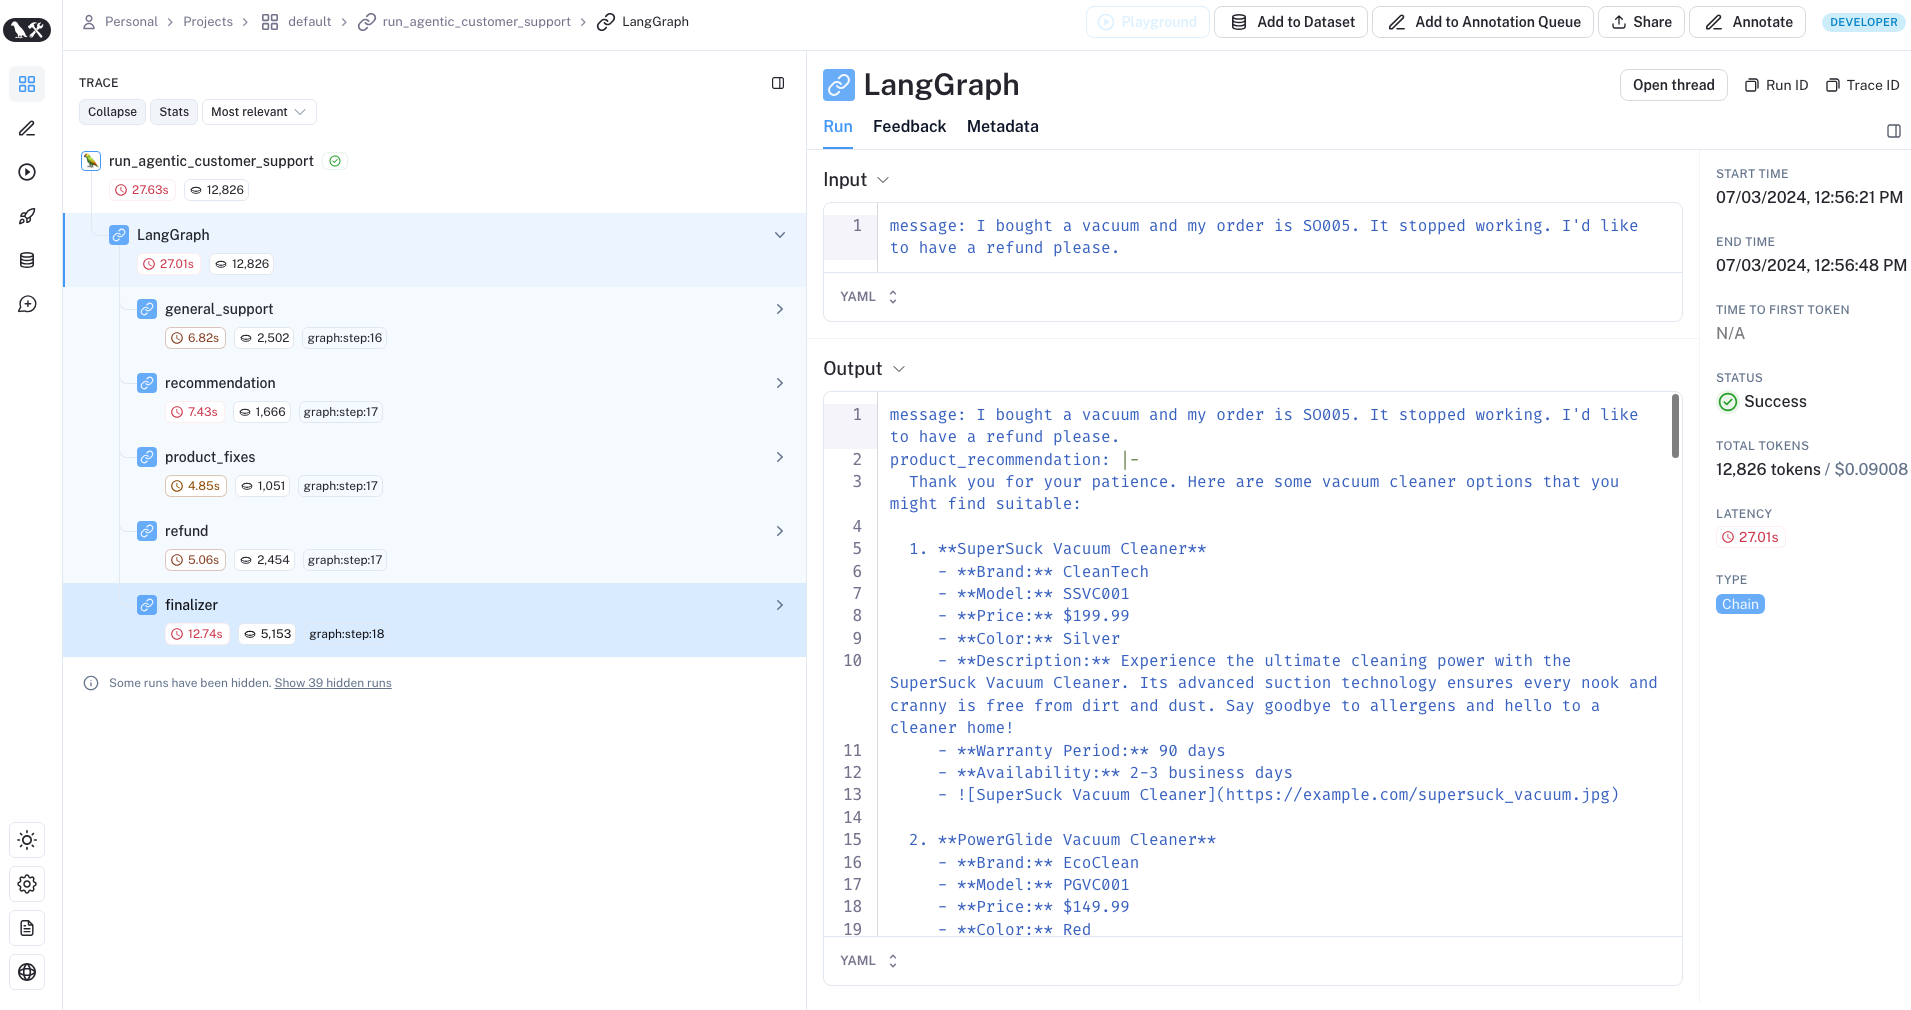 Personal > Projects > default > run_agentic_customer_support > LangGraph
Playground
Add to Dataset
Add to Annotation Queue
Share
Annotate
DEVELOPER
TRACE
Collapse
Stats
Most relevant
run_agentic_customer_support
27.63s 12,826
LangGraph
27.01s 12,826
general_support
6.82s 2,502 graph:step:16
recommendation
7.43s 1,666 graph:step:17
product_fixes
4.85s 1,051 graph:step:17
refund
5.06s 2,454 graph:step:17
finalizer
12.74s 5,153 graph:step:18
Some runs have been hidden. Show 39 hidden runs
LangGraph
Open thread
Run ID
Trace ID
Run Feedback Metadata
Input
1 message: I bought a vacuum and my order is SO005. It stopped working. I'd like
to have a refund please.
YAML
Output
1 message: I bought a vacuum and my order is SO005. It stopped working. I'd like
to have a refund please.
2 product_recommendation: |-
3 Thank you for your patience. Here are some vacuum cleaner options that you
might find suitable:
4
5 1. **SuperSuck Vacuum Cleaner**
6 - **Brand:** CleanTech
7 - **Model:** SSVC001
8 - **Price:** $199.99
9 - **Color:** Silver
10 - **Description:** Experience the ultimate cleaning power with the
SuperSuck Vacuum Cleaner. Its advanced suction technology ensures every nook and
cranny is free from dirt and dust. Say goodbye to allergens and hello to a
cleaner home!
11 - **Warranty Period:** 90 days
12 - **Availability:** 2-3 business days
13 - ![SuperSuck Vacuum Cleaner](https://example.com/supersuck_vacuum.jpg)
14
15 2. **PowerGlide Vacuum Cleaner**
16 - **Brand:** EcoClean
17 - **Model:** PGVC001
18 - **Price:** $149.99
19 - **Color:** Red
YAML
START TIME
07/03/2024, 12:56:21 PM
END TIME
07/03/2024, 12:56:48 PM
TIME TO FIRST TOKEN
N/A
STATUS
Success
TOTAL TOKENS
12,826 tokens / $0.09008
LATENCY
27.01s
TYPE
Chain